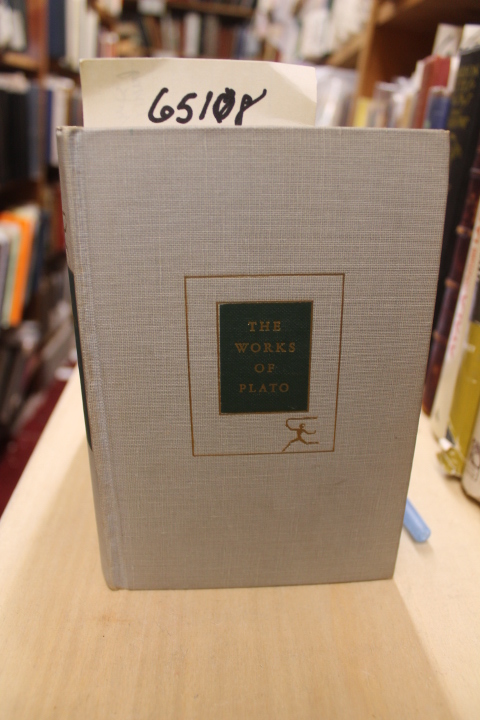 65108
THE
WORKS
OF
PLATO